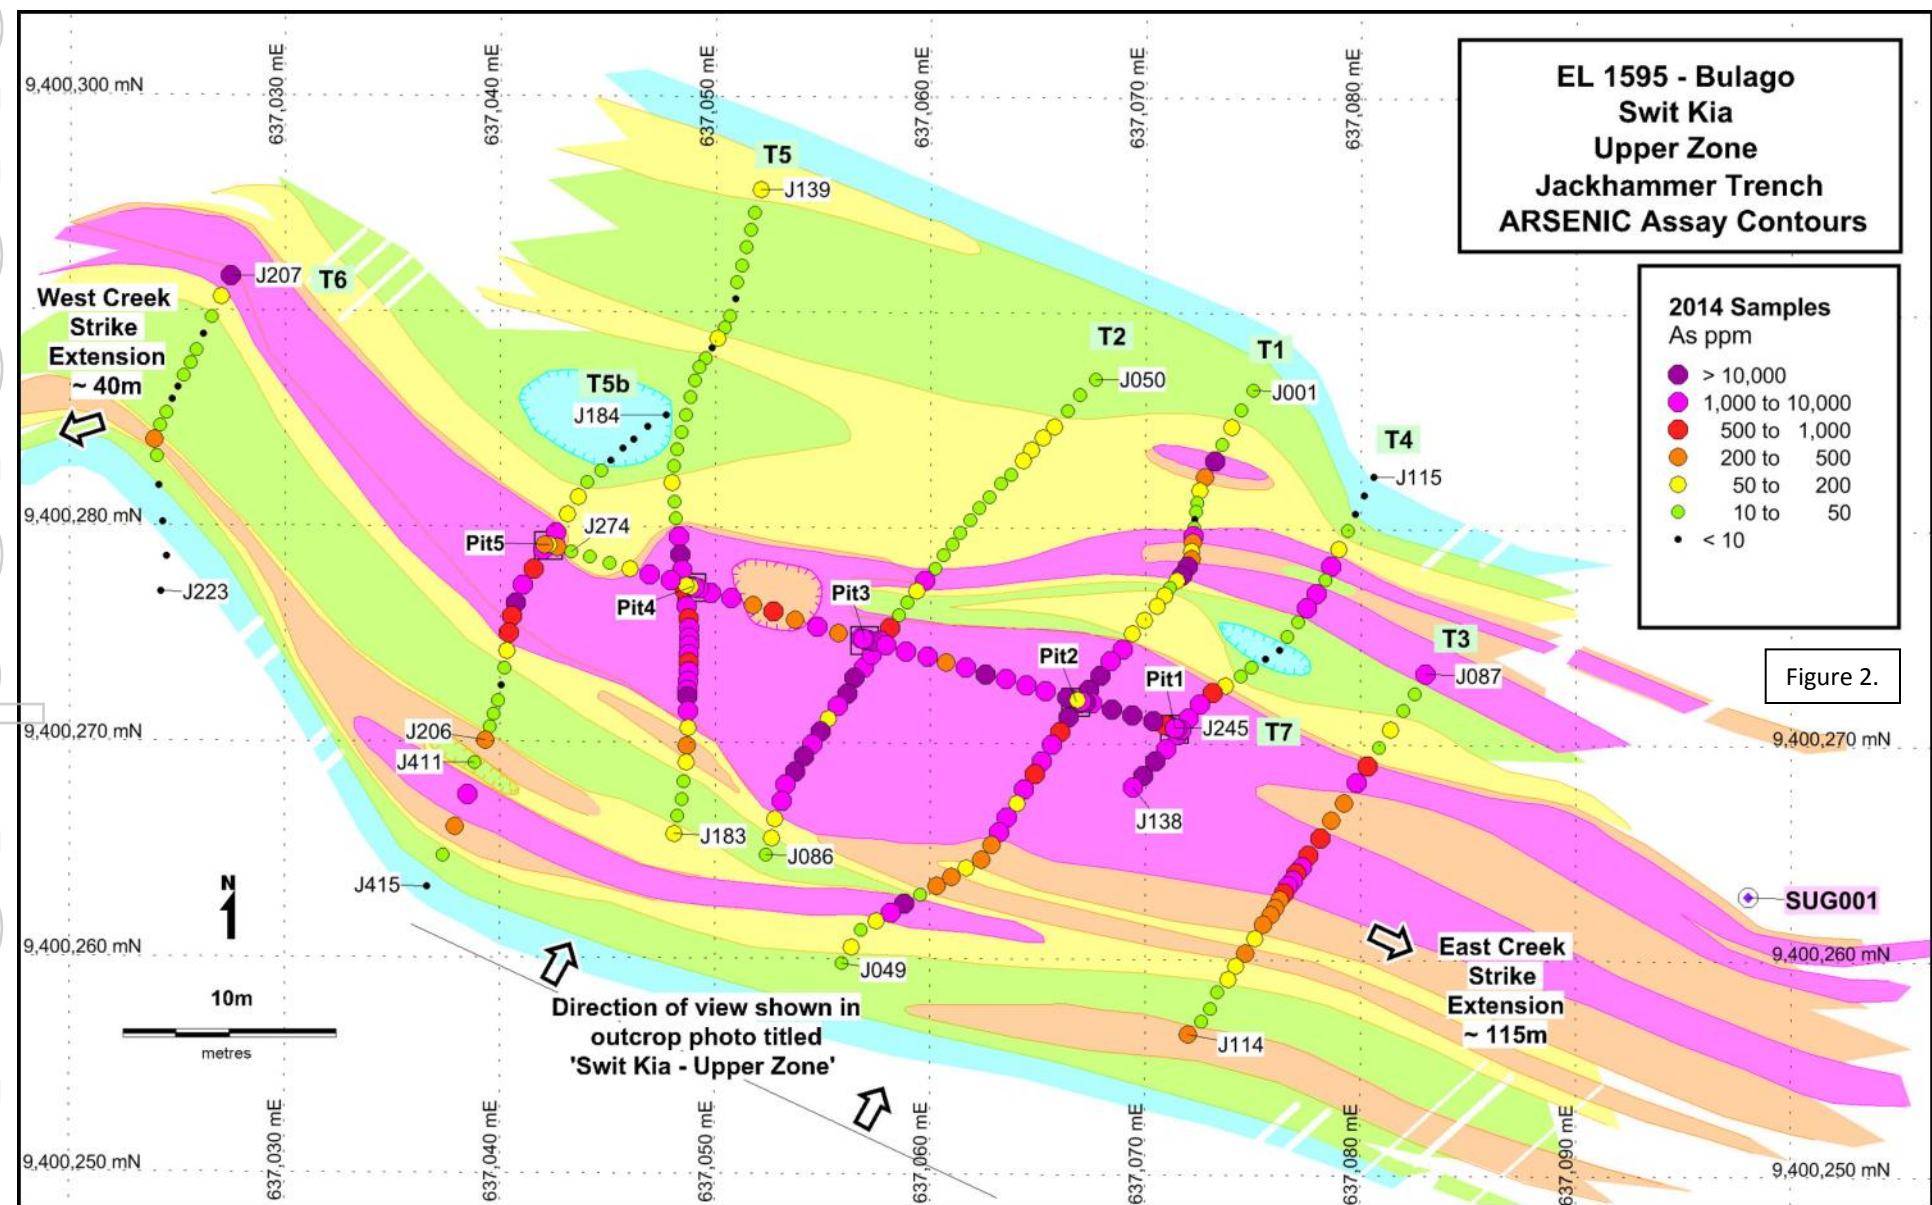 EL 1595 - Bulago
Swit Kia
Upper Zone
Jackhammer Trench
ARSENIC Assay Contours
2014 Samples
As ppm
> 10,000
1,000 to 10,000
500 to 1,000
200 to 500
50 to 200
10 to 50
< 10
Figure 2.
9,400,300 mN
637,030 mE
637,040 mE
637,050 mE
637,060 mE
637,070 mE
637,080 mE
T5
J139
J207
T6
West Creek
Strike
Extension
~ 40m
T2
J050
T1
J001
T5b
J184
T4
J115
9,400,280 mN
J274
Pit5
J223
Pit4
Pit3
Pit2
Pit1
T3
J087
J245
T7
J206
9,400,270 mN
9,400,270 mN
J411
J138
J183
J086
J415
N
SUG001
9,400,260 mN
9,400,260 mN
J049
East Creek
Strike
Extension
~ 115m
10m
metres
Direction of view shown in
outcrop photo titled
'Swit Kia - Upper Zone'
J114
9,400,250 mN
9,400,250 mN
637,030 mE
637,040 mE
637,050 mE
637,060 mE
637,070 mE
637,080 mE
637,090 mE